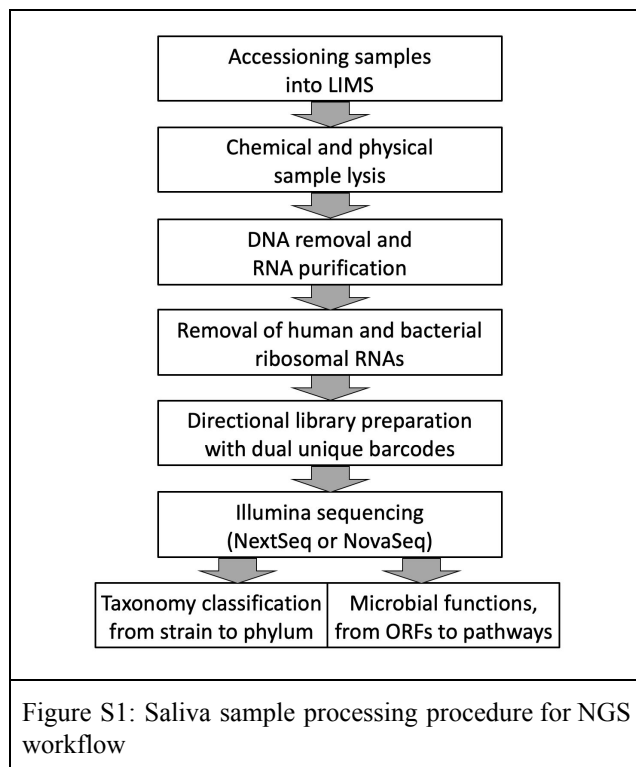 Accessioning samples
into LIMS
Chemical and physical
sample lysis
DNA removal and
RNA purification
Removal of human and bacterial
ribosomal RNAs
Directional library preparation
with dual unique barcodes
Illumina sequencing
(NextSeq or NovaSeq)
Taxonomy classification
from strain to phylum
Microbial functions,
from ORFs to pathways
Figure S1: Saliva sample processing procedure for NGS
workflow